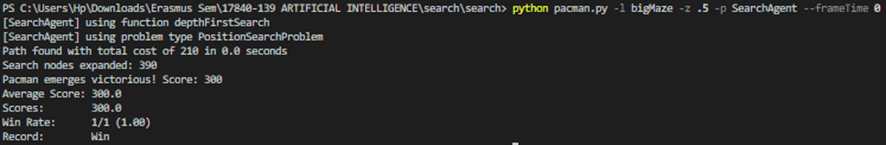 PS C:\Users\Hp\Downloads\Erasmus Sem\17840-139 ARTIFICIAL INTELLIGENCE\search\search> python pacman.py -l bigMaze -z .5 -p SearchAgent --frameTime 0
[SearchAgent] using function depthFirstSearch
[SearchAgent] using problem type PositionSearchProblem
Path found with total cost of 210 in 0.0 seconds
Search nodes expanded: 390
Pacman emerges victorious! Score: 300
Average Score: 300.0
Scores:        300.0
Win Rate:      1/1 (1.00)
Record:        Win